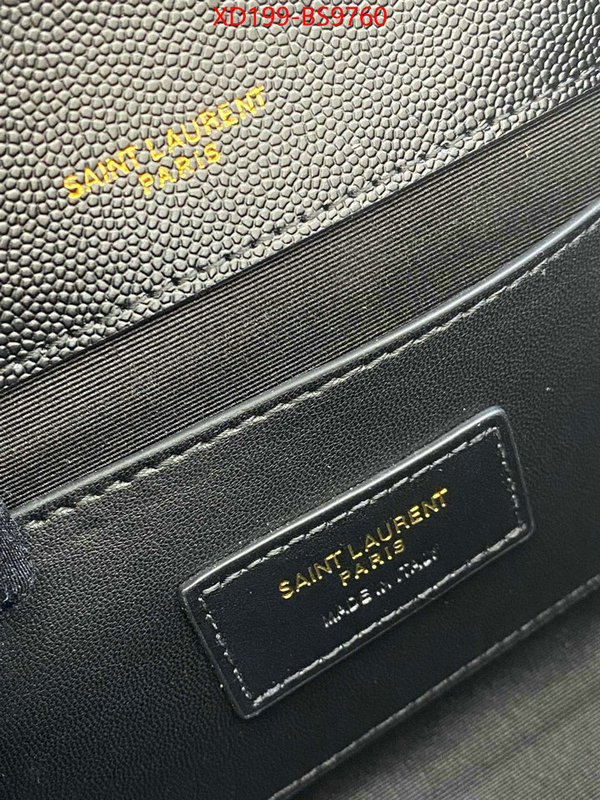 XD199-BS9760
SAINT LAURENT
PARIS
SAINT LAURENT
PARIS
MADE IN ITALY